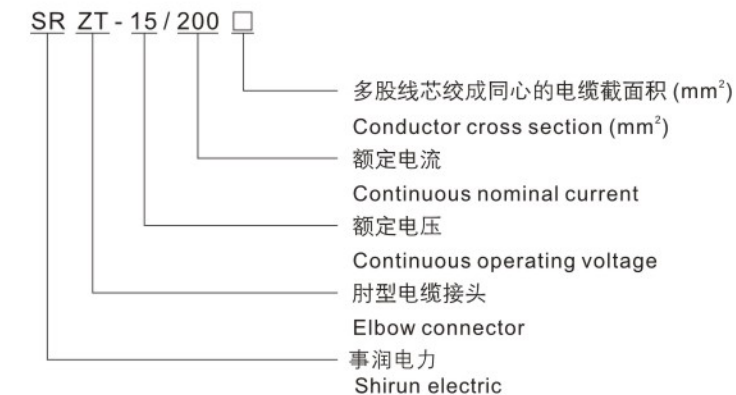 SR ZT - 15 / 200 □
多股线芯绞成同心的电缆截面积 (mm²)
Conductor cross section (mm²)
额定电流
Continuous nominal current
额定电压
Continuous operating voltage
肘型电缆接头
Elbow connector
事润电力
Shirun electric